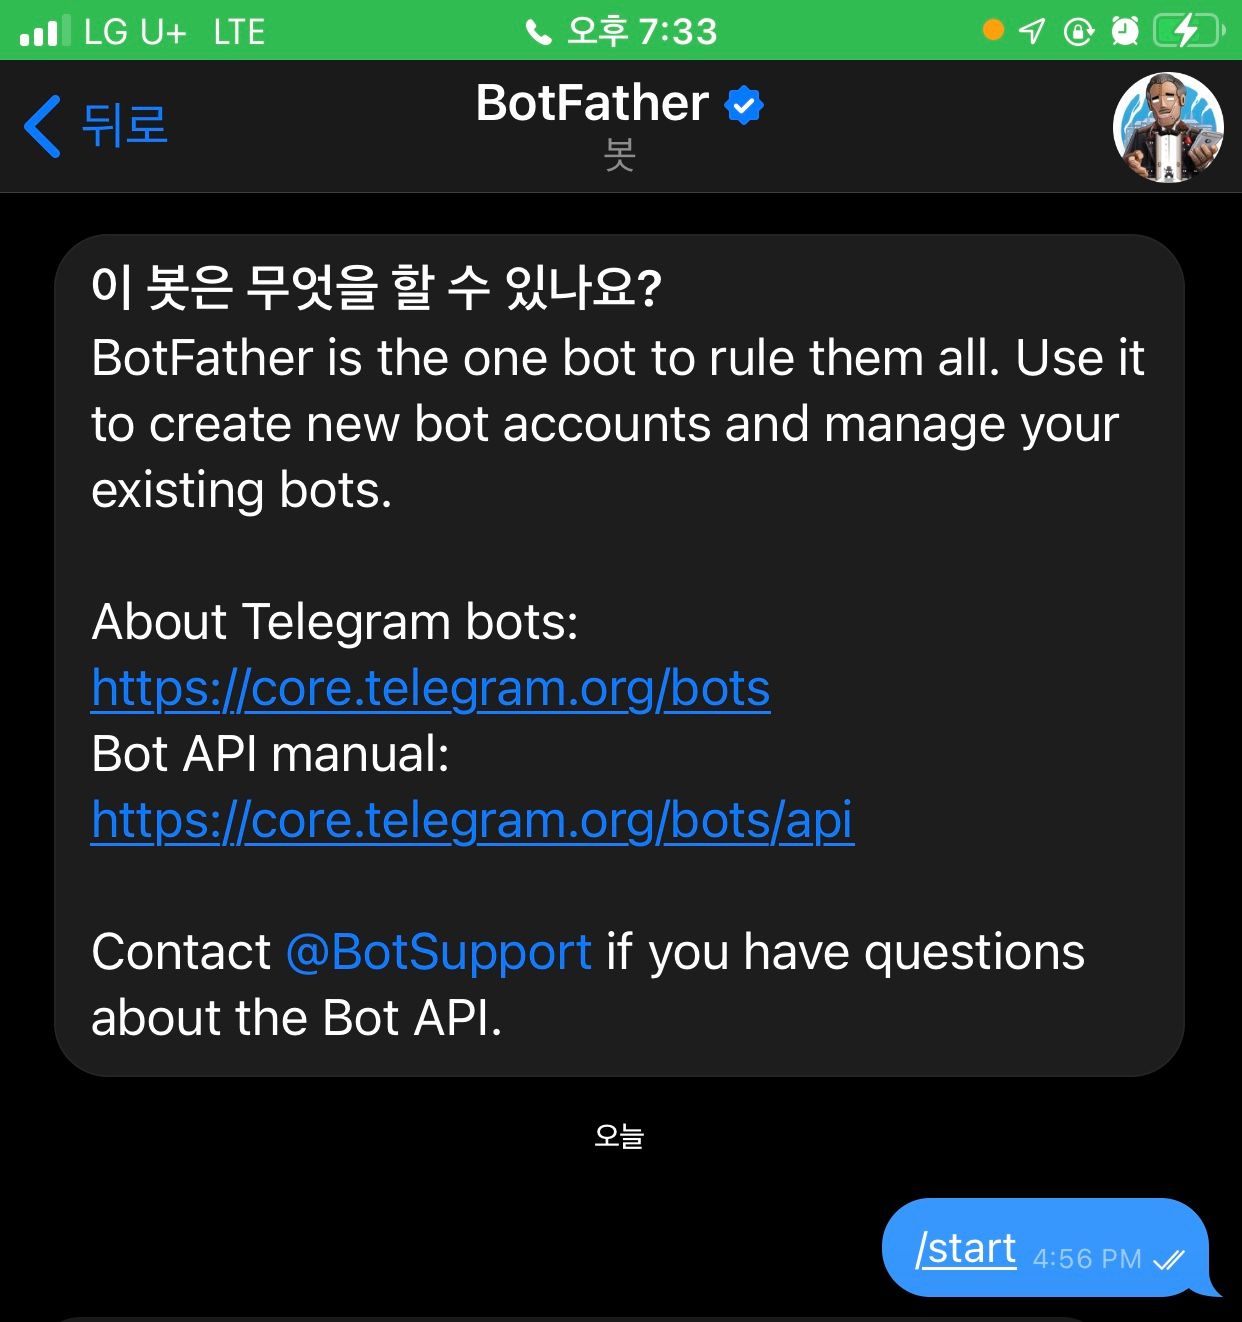 LG U+ LTE 오후 7:33
뒤로
BotFather
봇
이 봇은 무엇을 할 수 있나요?
BotFather is the one bot to rule them all. Use it
to create new bot accounts and manage your
existing bots.
About Telegram bots:
https://core.telegram.org/bots
Bot API manual:
https://core.telegram.org/bots/api
Contact @BotSupport if you have questions
about the Bot API.
오늘
/start 4:56 PM